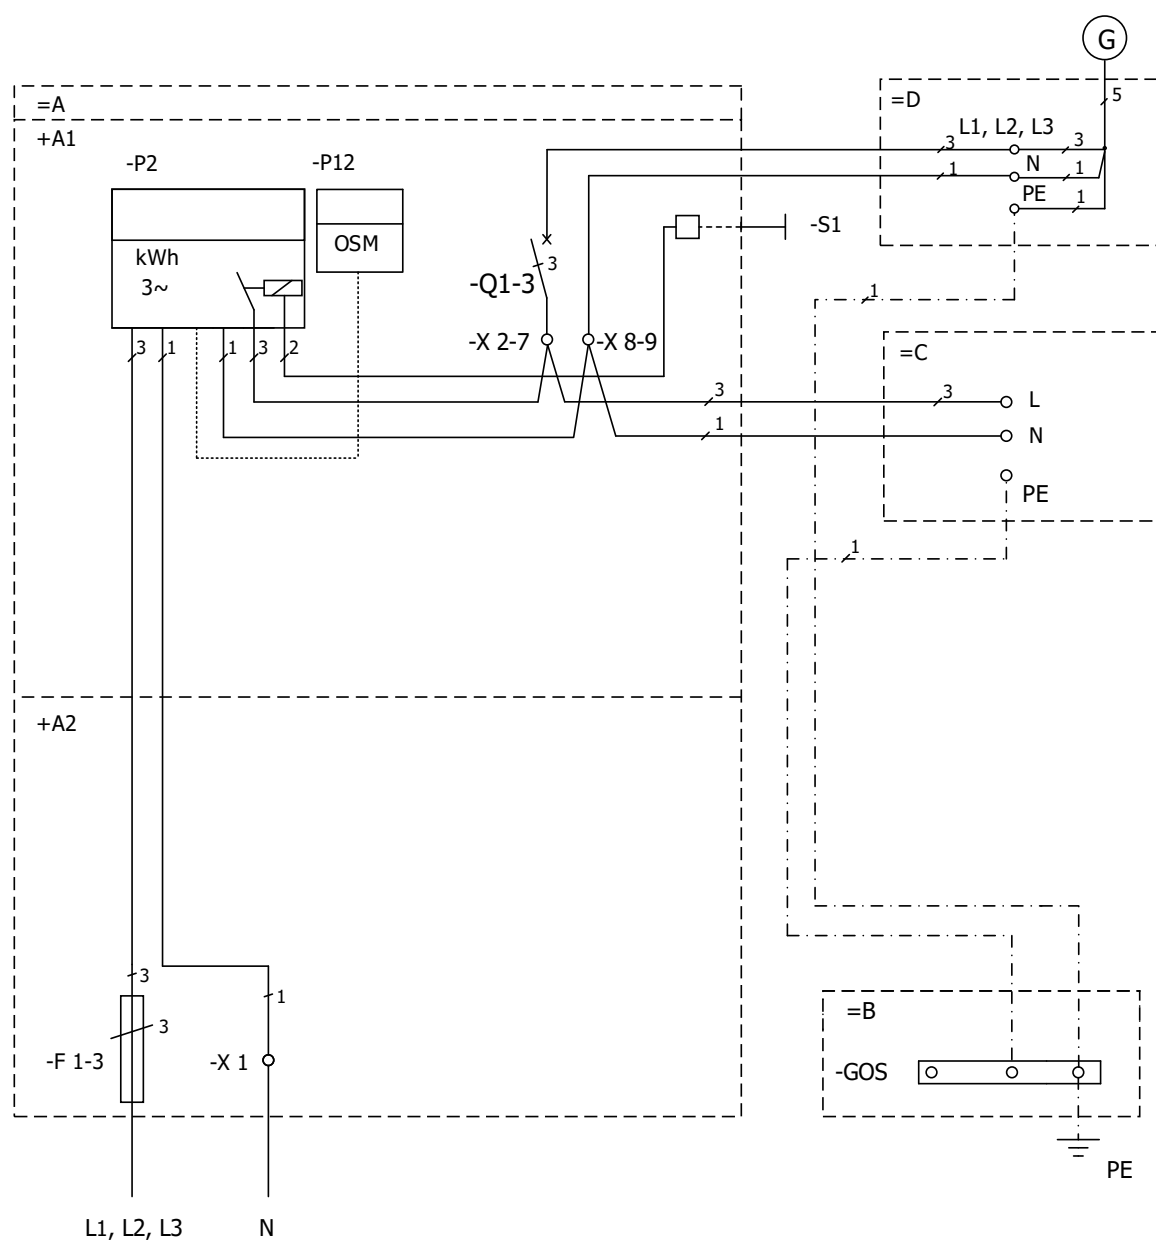 G
=A
=D
5
+A1
L1, L2, L3
3
3
-P2
-P12
N
1
1
PE
1
OSM
-S1
kWh
3~
3
-Q1-3
1
3
1
1
3
2
-X 2-7
-X 8-9
=C
3
3
L
1
N
PE
1
+A2
3
1
=B
3
-F 1-3
-X 1
-GOS
PE
L1, L2, L3
N